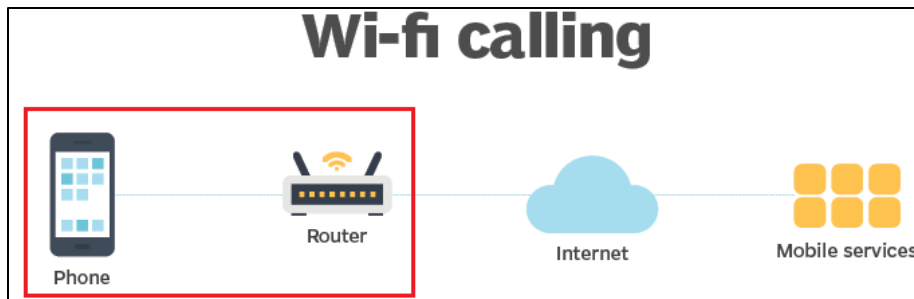 Wi-fi calling
Phone
Router
Internet
Mobile services